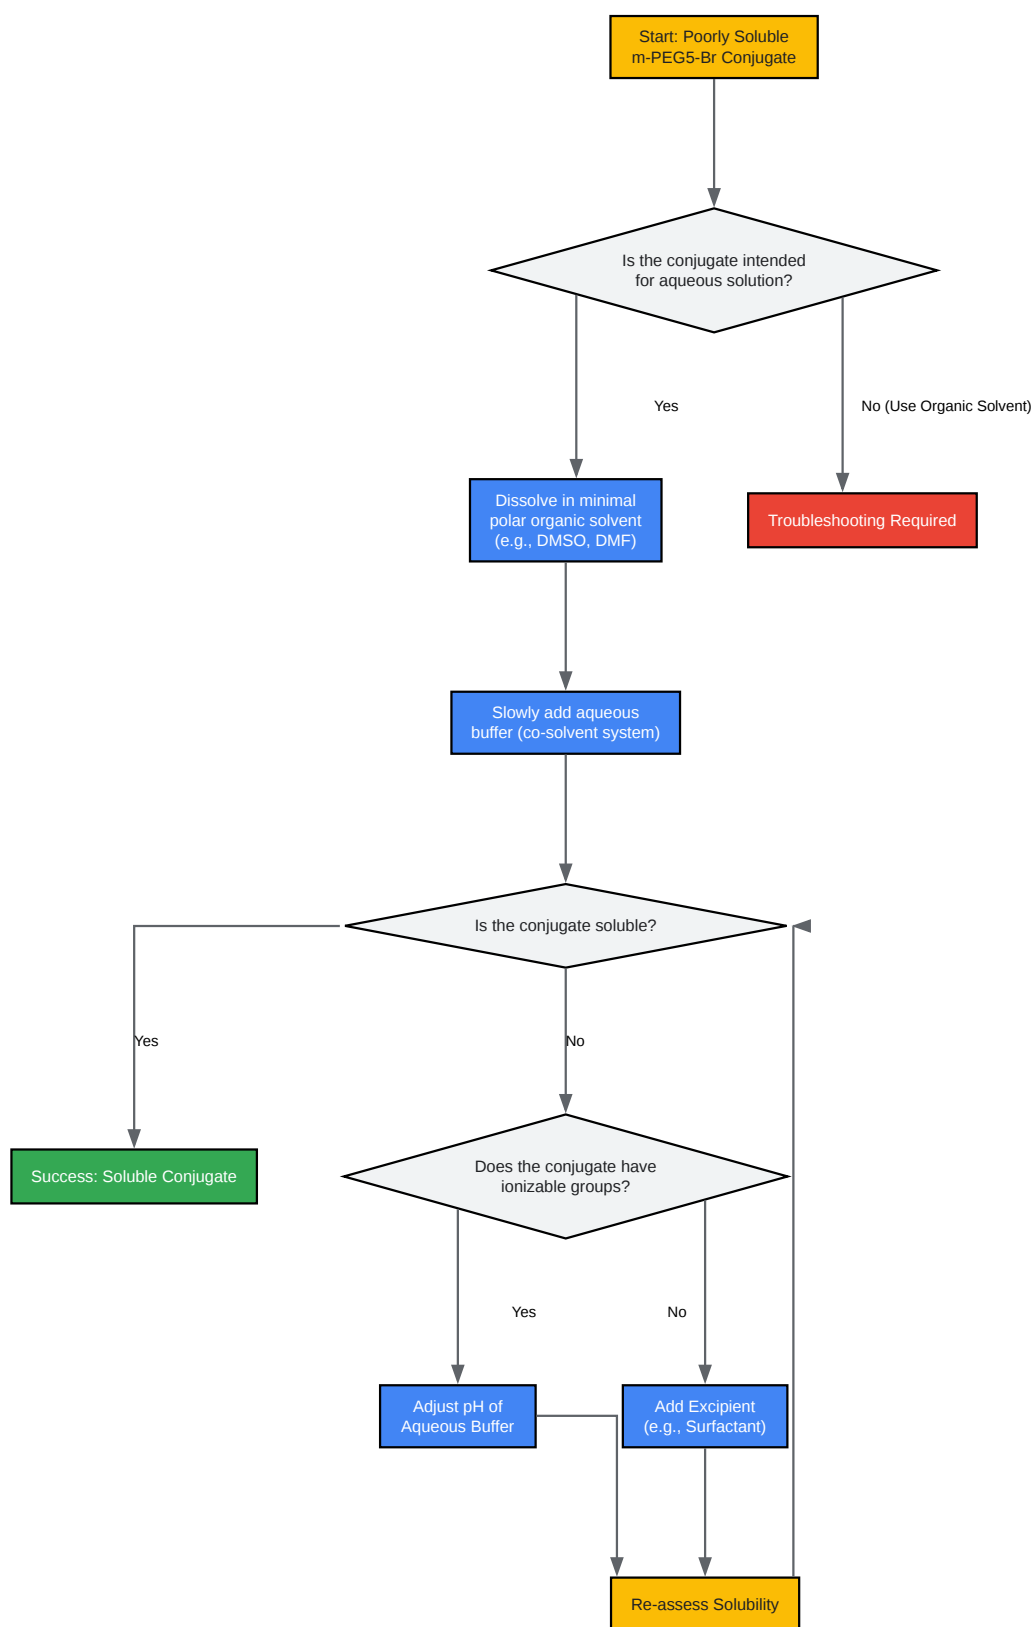 Start: Poorly Soluble
m-PEG5-Br Conjugate
Is the conjugate intended
for aqueous solution?
Yes
No (Use Organic Solvent)
Dissolve in minimal
polar organic solvent
(e.g., DMSO, DMF)
Troubleshooting Required
Slowly add aqueous
buffer (co-solvent system)
Is the conjugate soluble?
Yes
No
Does the conjugate have
ionizable groups?
Success: Soluble Conjugate
Yes
No
Adjust pH of
Aqueous Buffer
Add Excipient
(e.g., Surfactant)
Re-assess Solubility